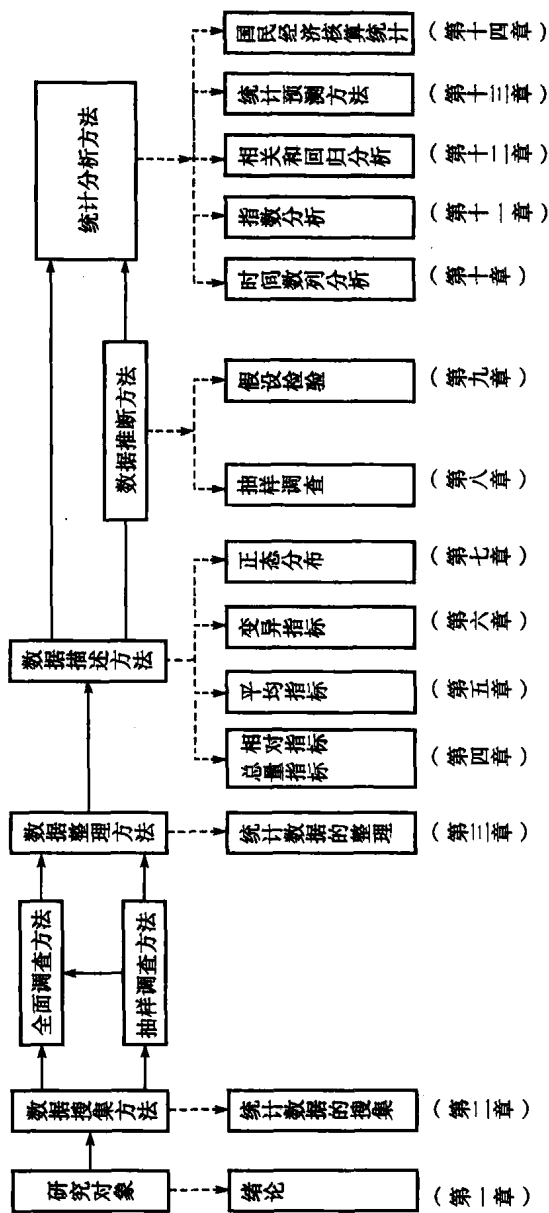 研究对象
数据搜集方法
全面调查方法
抽样调查方法
数据整理方法
数据描述方法
数据推断方法
统计分析方法
绪论
统计数据的搜集
统计数据的整理
总量指标
相对指标
平均指标
变异指标
正态分布
抽样调查
假设检验
时间数列分析
指数分析
相关和回归分析
统计预测方法
国民经济核算统计
(第一章)
(第二章)
(第三章)
(第四章)
(第五章)
(第六章)
(第七章)
(第八章)
(第九章)
(第十章)
(第十一章)
(第十二章)
(第十三章)
(第十四章)